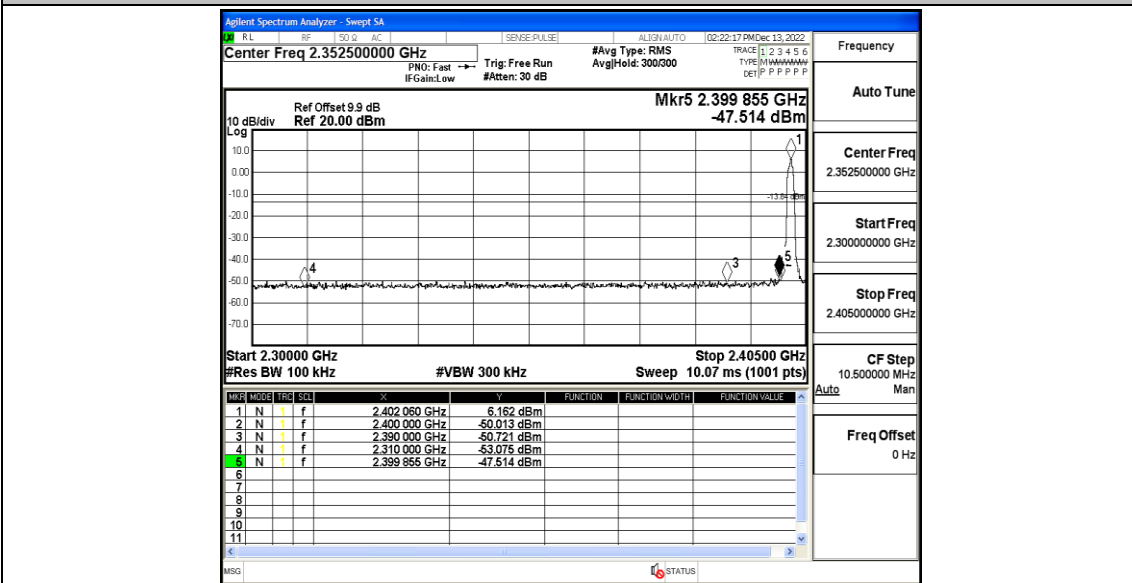 Agilent Spectrum Analyzer - Swept SA
RL RF 50 Ω AC SENSE:PULSE ALIGNAUTO 02:22:17 PM Dec 13, 2022
Center Freq 2.352500000 GHz
PNO: Fast
IFGain:Low
Trig: Free Run
#Atten: 30 dB
#Avg Type: RMS
Avg|Hold: 300/300
TRACE 1 2 3 4 5 6
TYPE M WWWWW
DET P P P P P P
Mkr5 2.399 855 GHz
-47.514 dBm
Ref Offset 9.9 dB
10 dB/div Ref 20.00 dBm
Log
10.0
0.00
-10.0
-20.0
-30.0
-40.0
-50.0
-60.0
-70.0
1
-13.84 dBm
4
3
5
Start 2.30000 GHz Stop 2.40500 GHz
#Res BW 100 kHz #VBW 300 kHz Sweep 10.07 ms (1001 pts)
MKR MODE TRC SCL X Y FUNCTION FUNCTION WIDTH FUNCTION VALUE
1 N 1 f 2.402 060 GHz 6.162 dBm
2 N 1 f 2.400 000 GHz -50.013 dBm
3 N 1 f 2.390 000 GHz -50.721 dBm
4 N 1 f 2.310 000 GHz -53.075 dBm
5 N 1 f 2.399 855 GHz -47.514 dBm
6
7
8
9
10
11
MSG STATUS
Frequency
Auto Tune
Center Freq
2.352500000 GHz
Start Freq
2.300000000 GHz
Stop Freq
2.405000000 GHz
CF Step
10.500000 MHz
Auto Man
Freq Offset
0 Hz